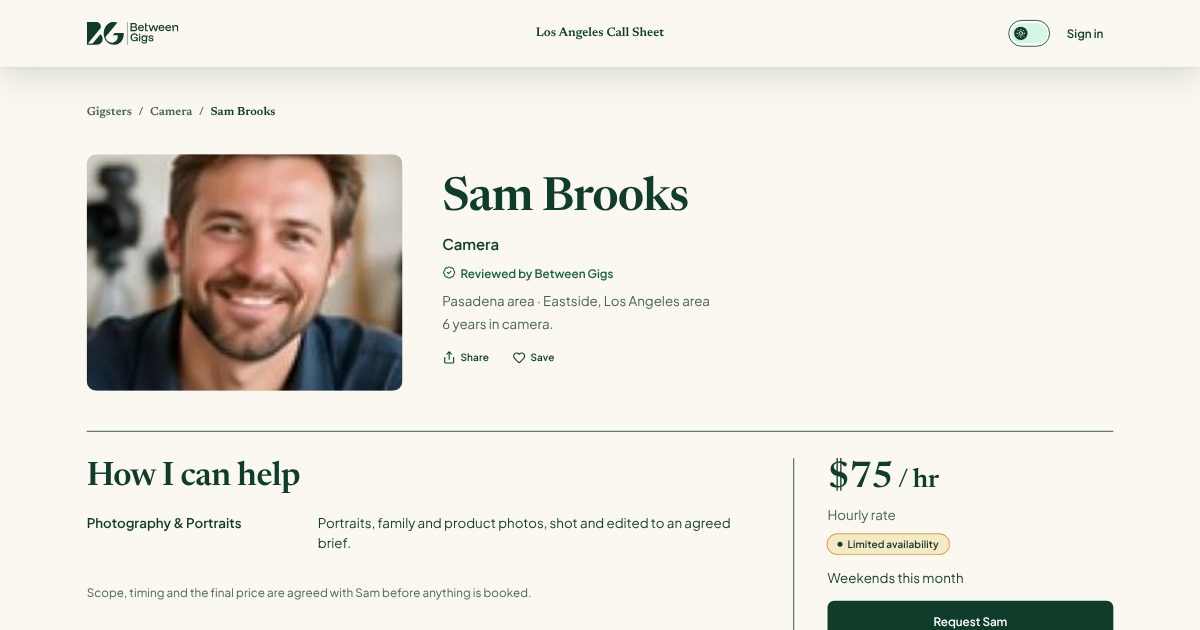 Between
Gigs
Los Angeles Call Sheet
Sign in
Gigsters / Camera / Sam Brooks
Sam Brooks
Camera
Reviewed by Between Gigs
Pasadena area · Eastside, Los Angeles area
6 years in camera.
Share
Save
How I can help
Photography & Portraits
Portraits, family and product photos, shot and edited to an agreed
brief.
Scope, timing and the final price are agreed with Sam before anything is booked.
$75 / hr
Hourly rate
Limited availability
Weekends this month
Request Sam